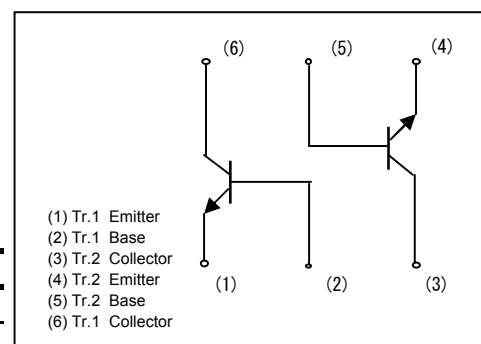 (6) (5) (4)
(1) Tr.1 Emitter
(2) Tr.1 Base
(3) Tr.2 Collector
(4) Tr.2 Emitter
(5) Tr.2 Base
(6) Tr.1 Collector
(1) (2) (3)